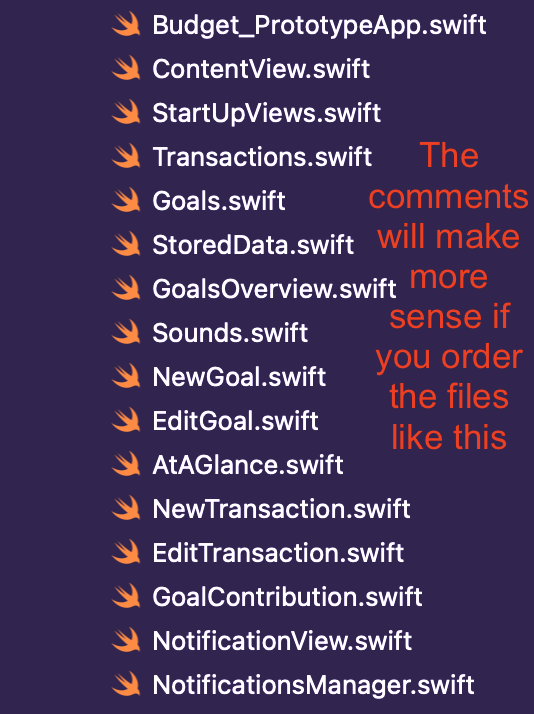 Budget_PrototypeApp.swift
ContentView.swift
StartUpViews.swift
Transactions.swift
Goals.swift
StoredData.swift
GoalsOverview.swift
Sounds.swift
NewGoal.swift
EditGoal.swift
AtAGlance.swift
NewTransaction.swift
EditTransaction.swift
GoalContribution.swift
NotificationView.swift
NotificationsManager.swift
The
comments
will make
more
sense if
you order
the files
like this